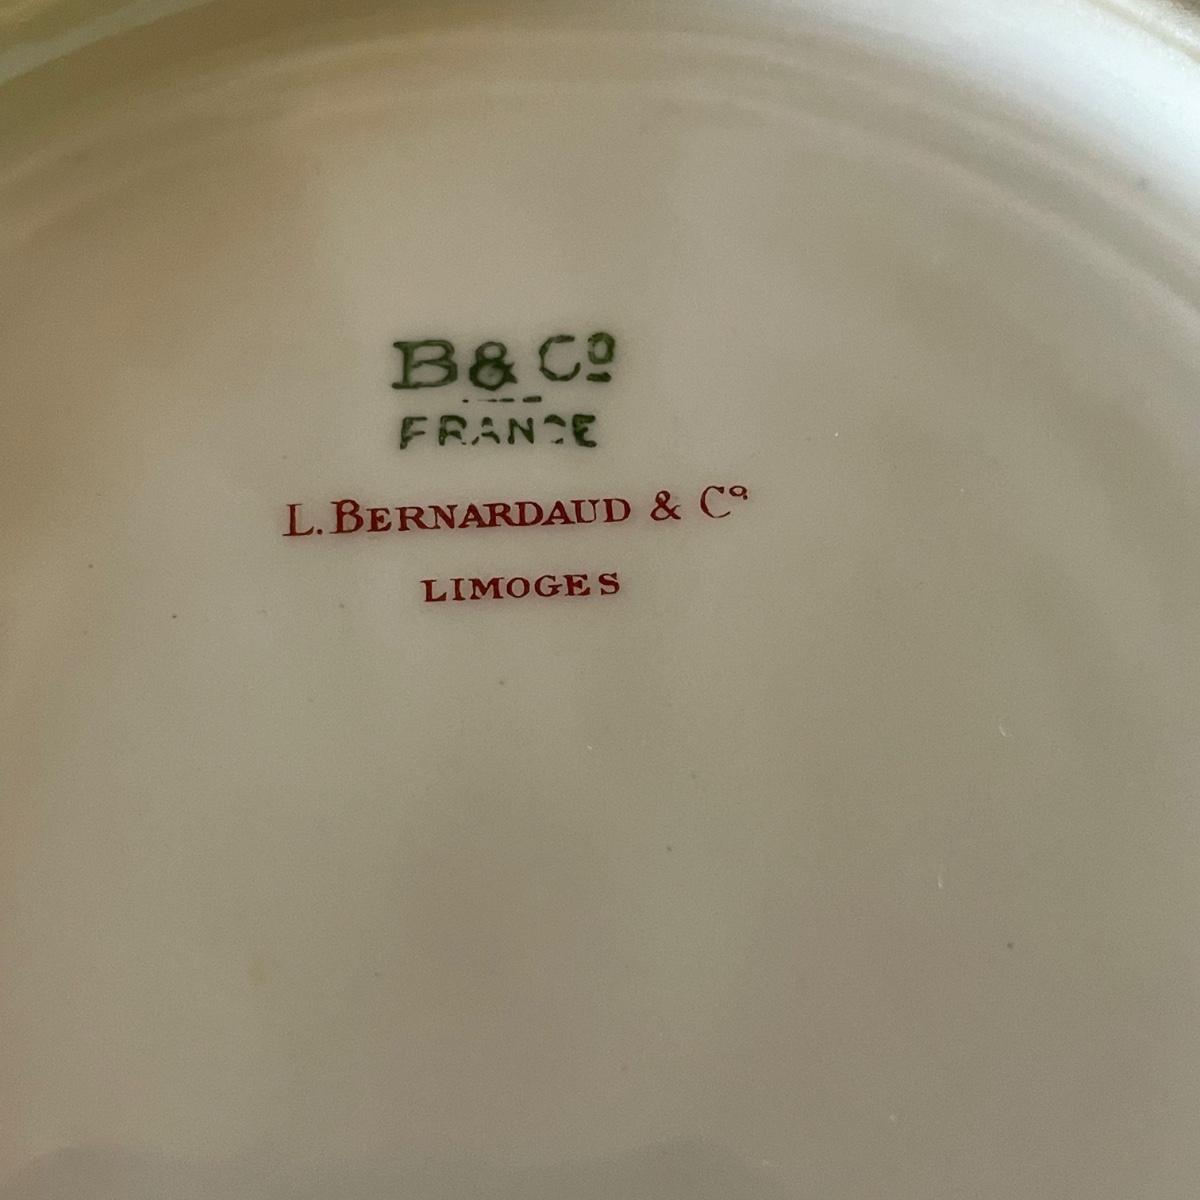 B & Cº
FRANCE
L. BERNARDAUD & Cº
LIMOGES